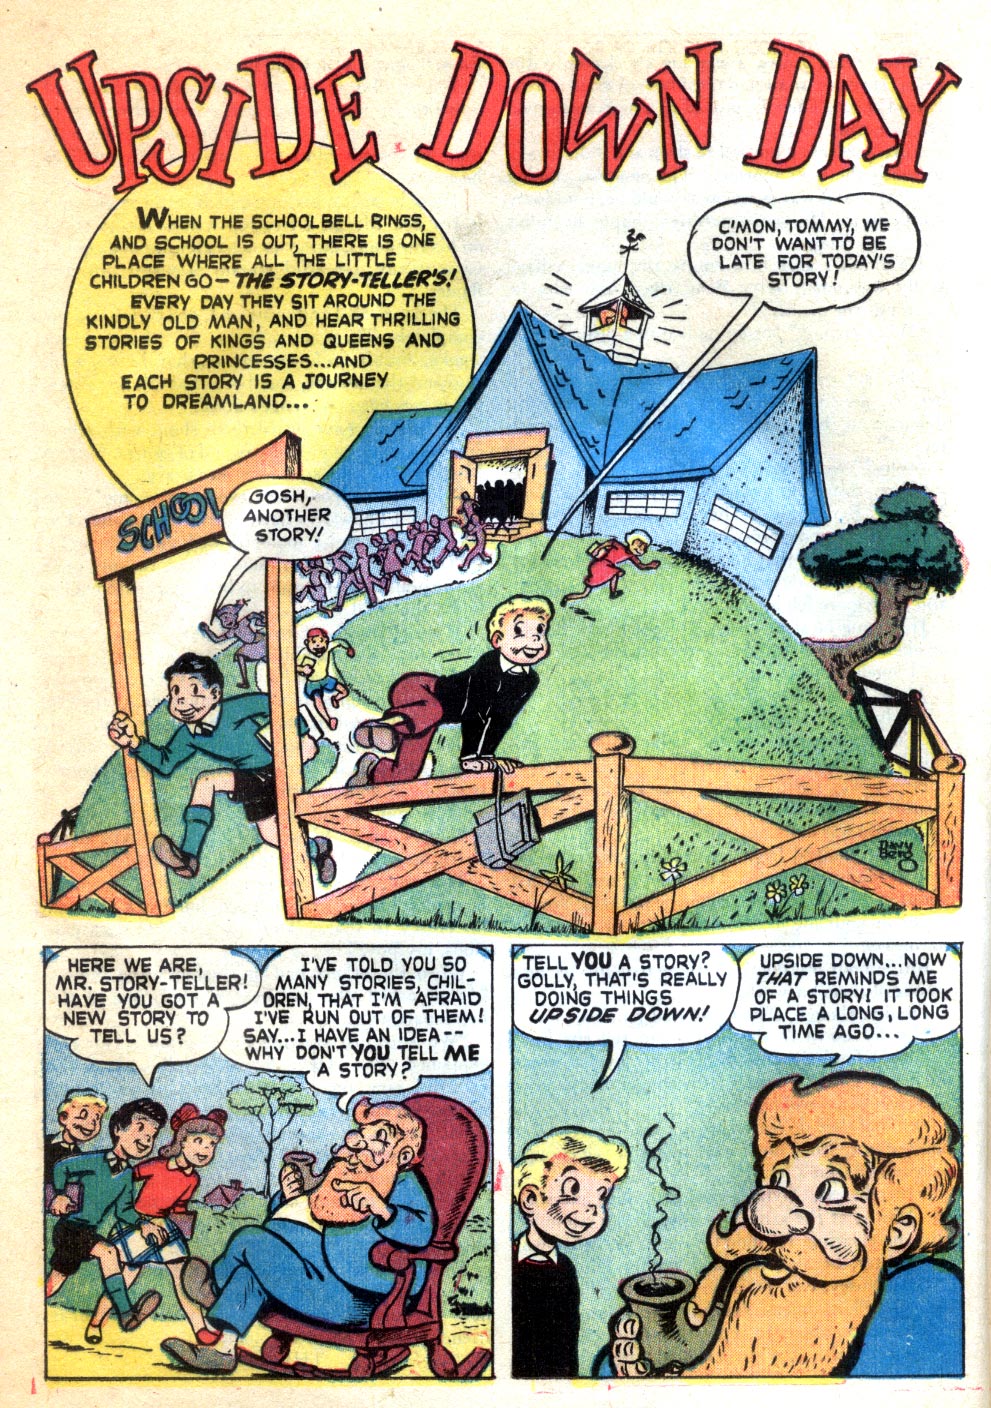 UPSIDE DOWN DAY
WHEN THE SCHOOLBELL RINGS,
AND SCHOOL IS OUT, THERE IS ONE
PLACE WHERE ALL THE LITTLE
CHILDREN GO— THE STORY-TELLER'S!
EVERY DAY THEY SIT AROUND THE
KINDLY OLD MAN, AND HEAR THRILLING
STORIES OF KINGS AND QUEENS AND
PRINCESSES...AND
EACH STORY IS A JOURNEY
TO DREAMLAND...
C'MON, TOMMY, WE
DON'T WANT TO BE
LATE FOR TODAY'S
STORY!
SCHOOL
GOSH,
ANOTHER
STORY!
DAVE
BERG
HERE WE ARE,
MR. STORY-TELLER!
HAVE YOU GOT A
NEW STORY TO
TELL US?
I'VE TOLD YOU SO
MANY STORIES, CHIL-
DREN, THAT I'M AFRAID
I'VE RUN OUT OF THEM!
SAY...I HAVE AN IDEA--
WHY DON'T YOU TELL ME
A STORY?
TELL YOU A STORY?
GOLLY, THAT'S REALLY
DOING THINGS
UPSIDE DOWN!
UPSIDE DOWN...NOW
THAT REMINDS ME
OF A STORY! IT TOOK
PLACE A LONG, LONG
TIME AGO...